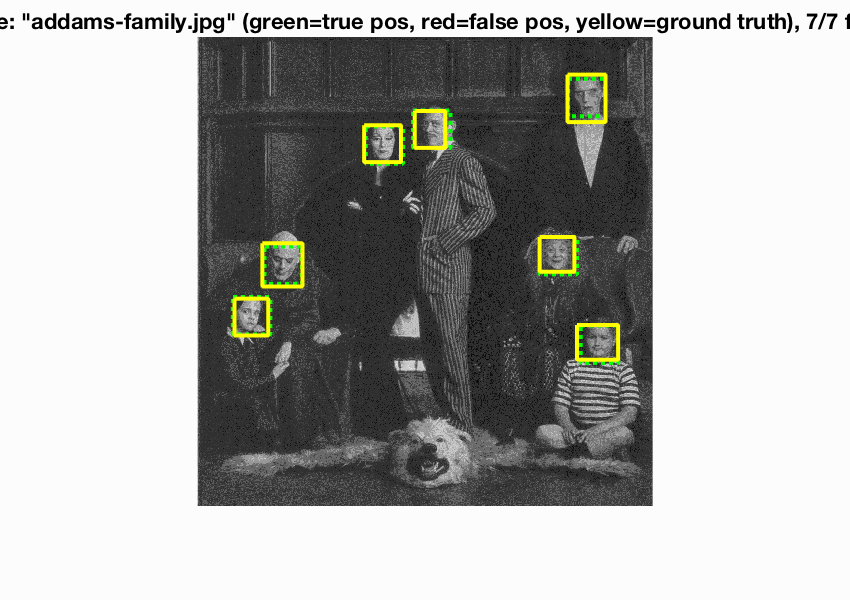 e: "addams-family.jpg" (green=true pos, red=false pos, yellow=ground truth), 7/7 f